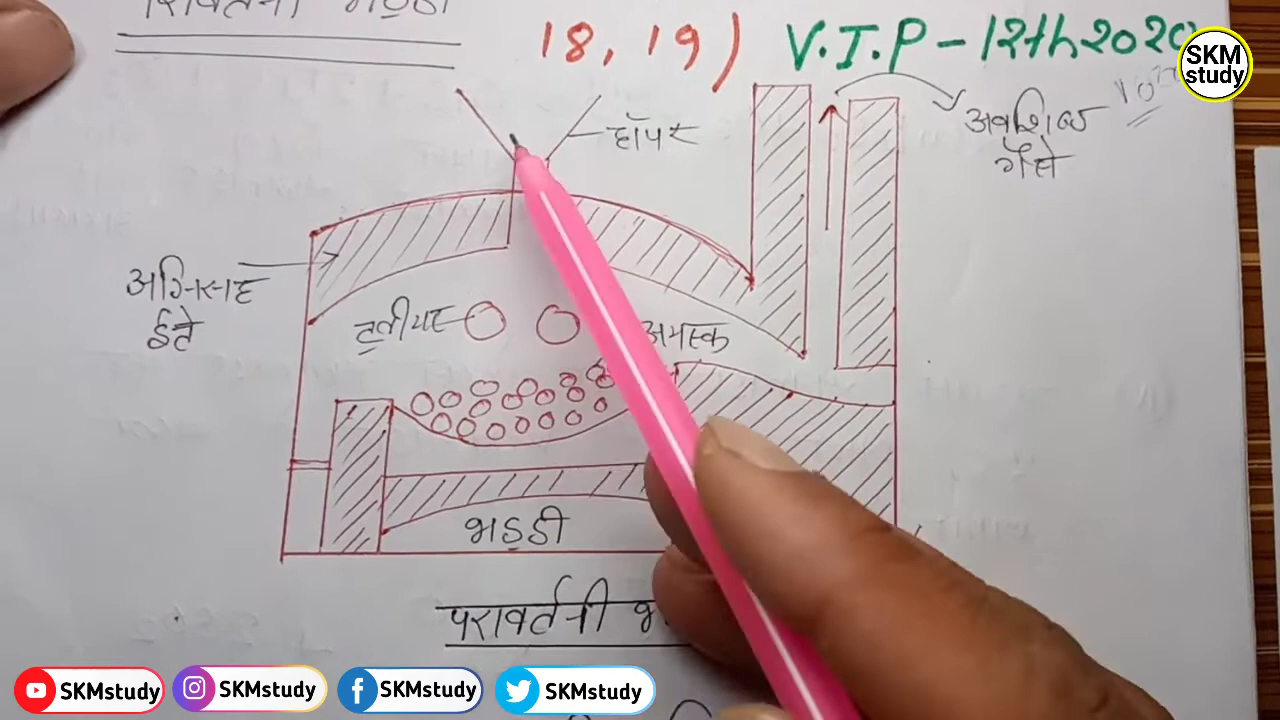 18, 19) V.I.P - 12th 2020
SKM
study
हॉपर
अवशिष्ट
गैसे
अग्निसह
ईंटे
अयस्क
भट्टी
परावर्तनी
SKMstudy
SKMstudy
SKMstudy
SKMstudy